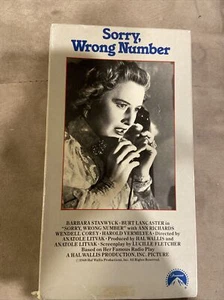 Sorry,
Wrong Number
BARBARA STANWYCK • BURT LANCASTER in
"SORRY, WRONG NUMBER" with ANN RICHARDS
WENDELL COREY • HAROLD VERMILYEA • Directed by
ANATOLE LITVAK • Produced by HAL WALLIS and
ANATOLE LITVAK • Screenplay by LUCILLE FLETCHER
Based on Her Famous Radio Play
A HAL WALLIS PRODUCTION, INC. PICTURE